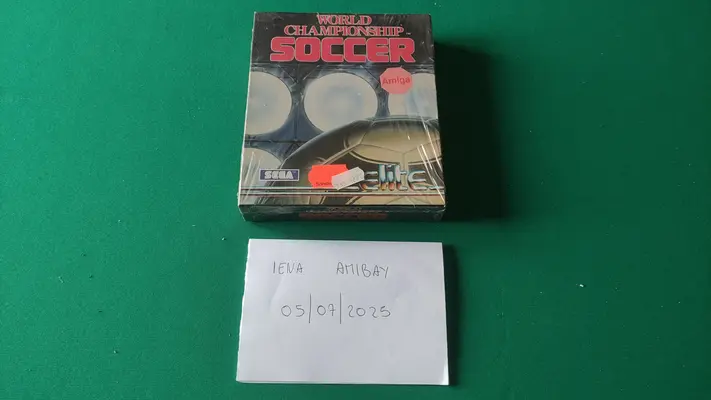 WORLD
CHAMPIONSHIP
SOCCER
Amiga
SEGA
elite
IENA AMIBAY
05/07/2025